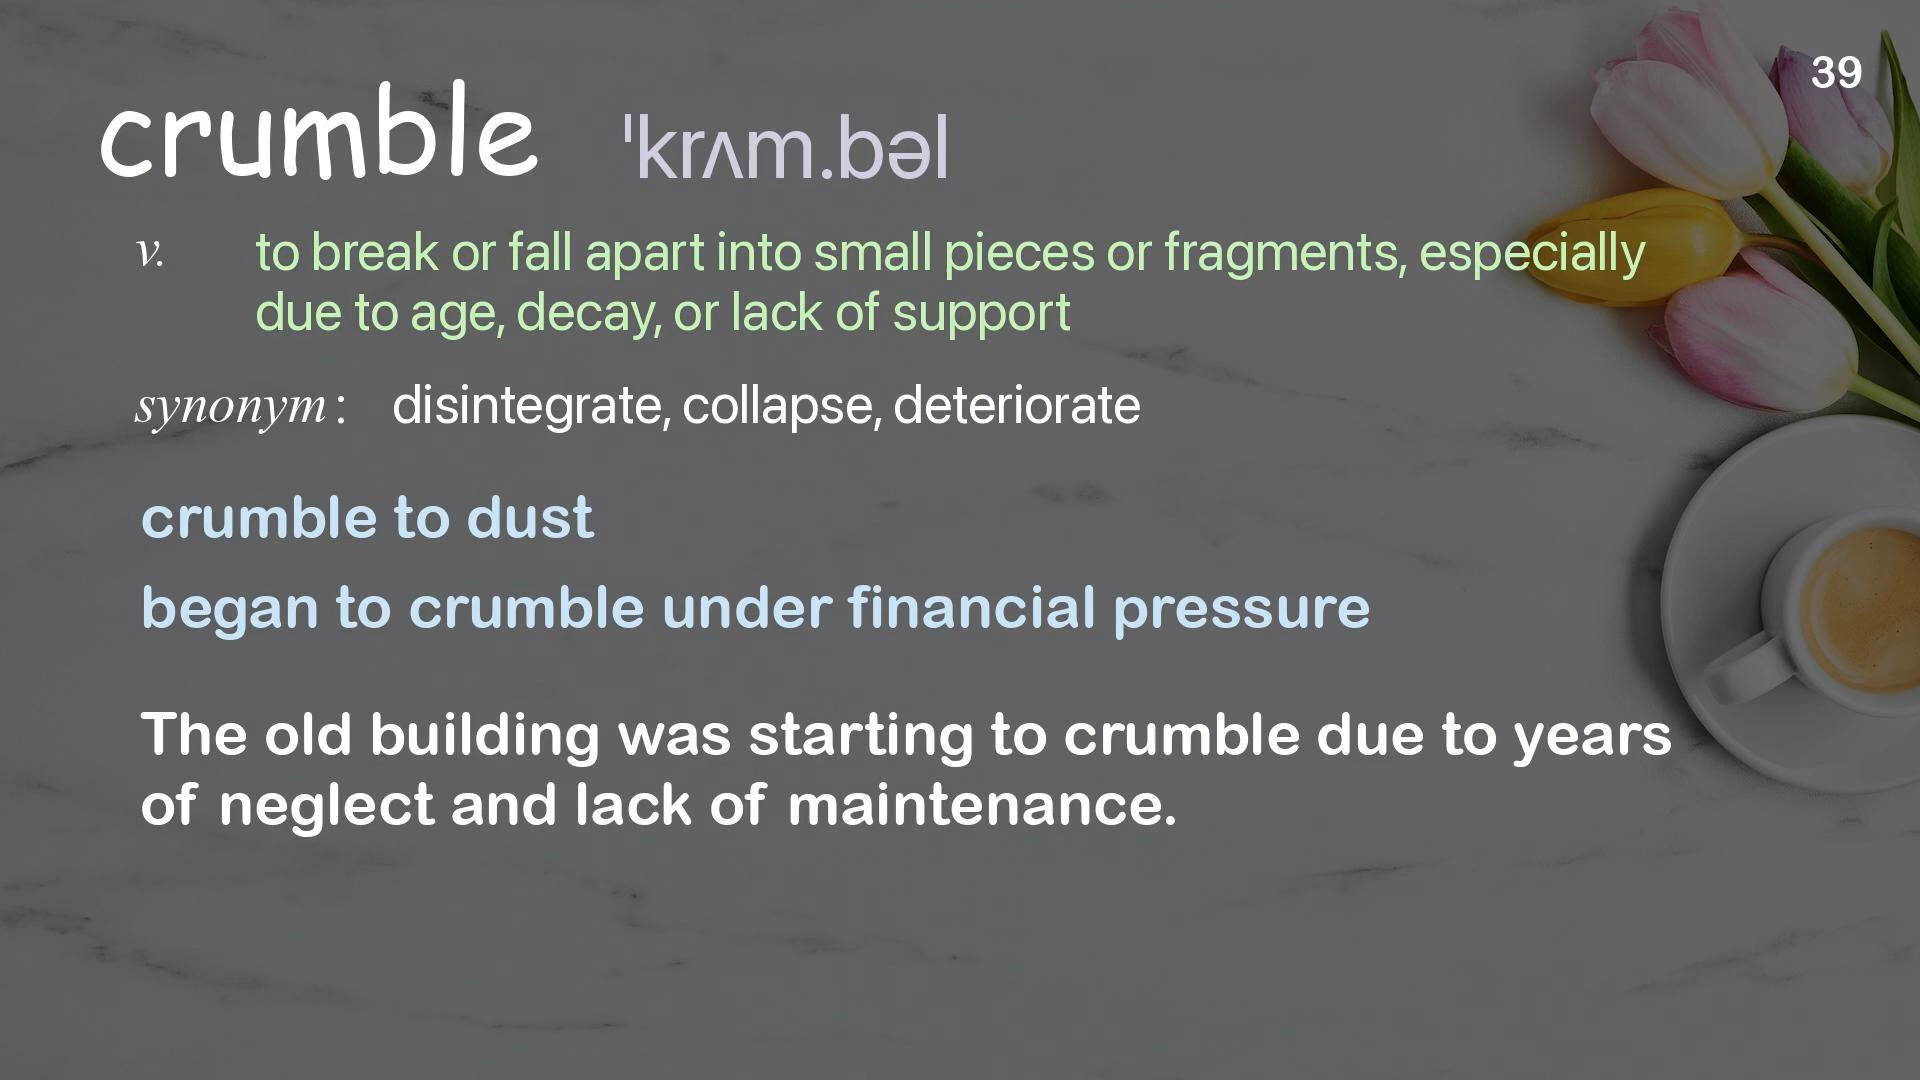 39
crumble ˈkrʌm.bəl
v. to break or fall apart into small pieces or fragments, especially
due to age, decay, or lack of support
synonym: disintegrate, collapse, deteriorate
crumble to dust
began to crumble under financial pressure
The old building was starting to crumble due to years
of neglect and lack of maintenance.